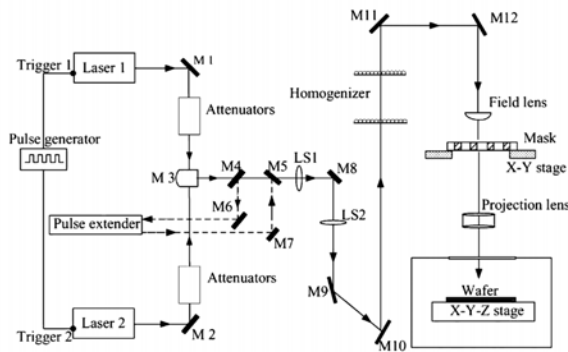 Trigger 1
Laser 1
M 1
Attenuators
Pulse generator
M 3
M4
M5
LS1
M8
M6
Pulse extender
M7
LS2
Attenuators
M9
Laser 2
M 2
Trigger 2
M10
M11
M12
Homogenizer
Field lens
Mask
X-Y stage
Projection lens
Wafer
X-Y-Z stage